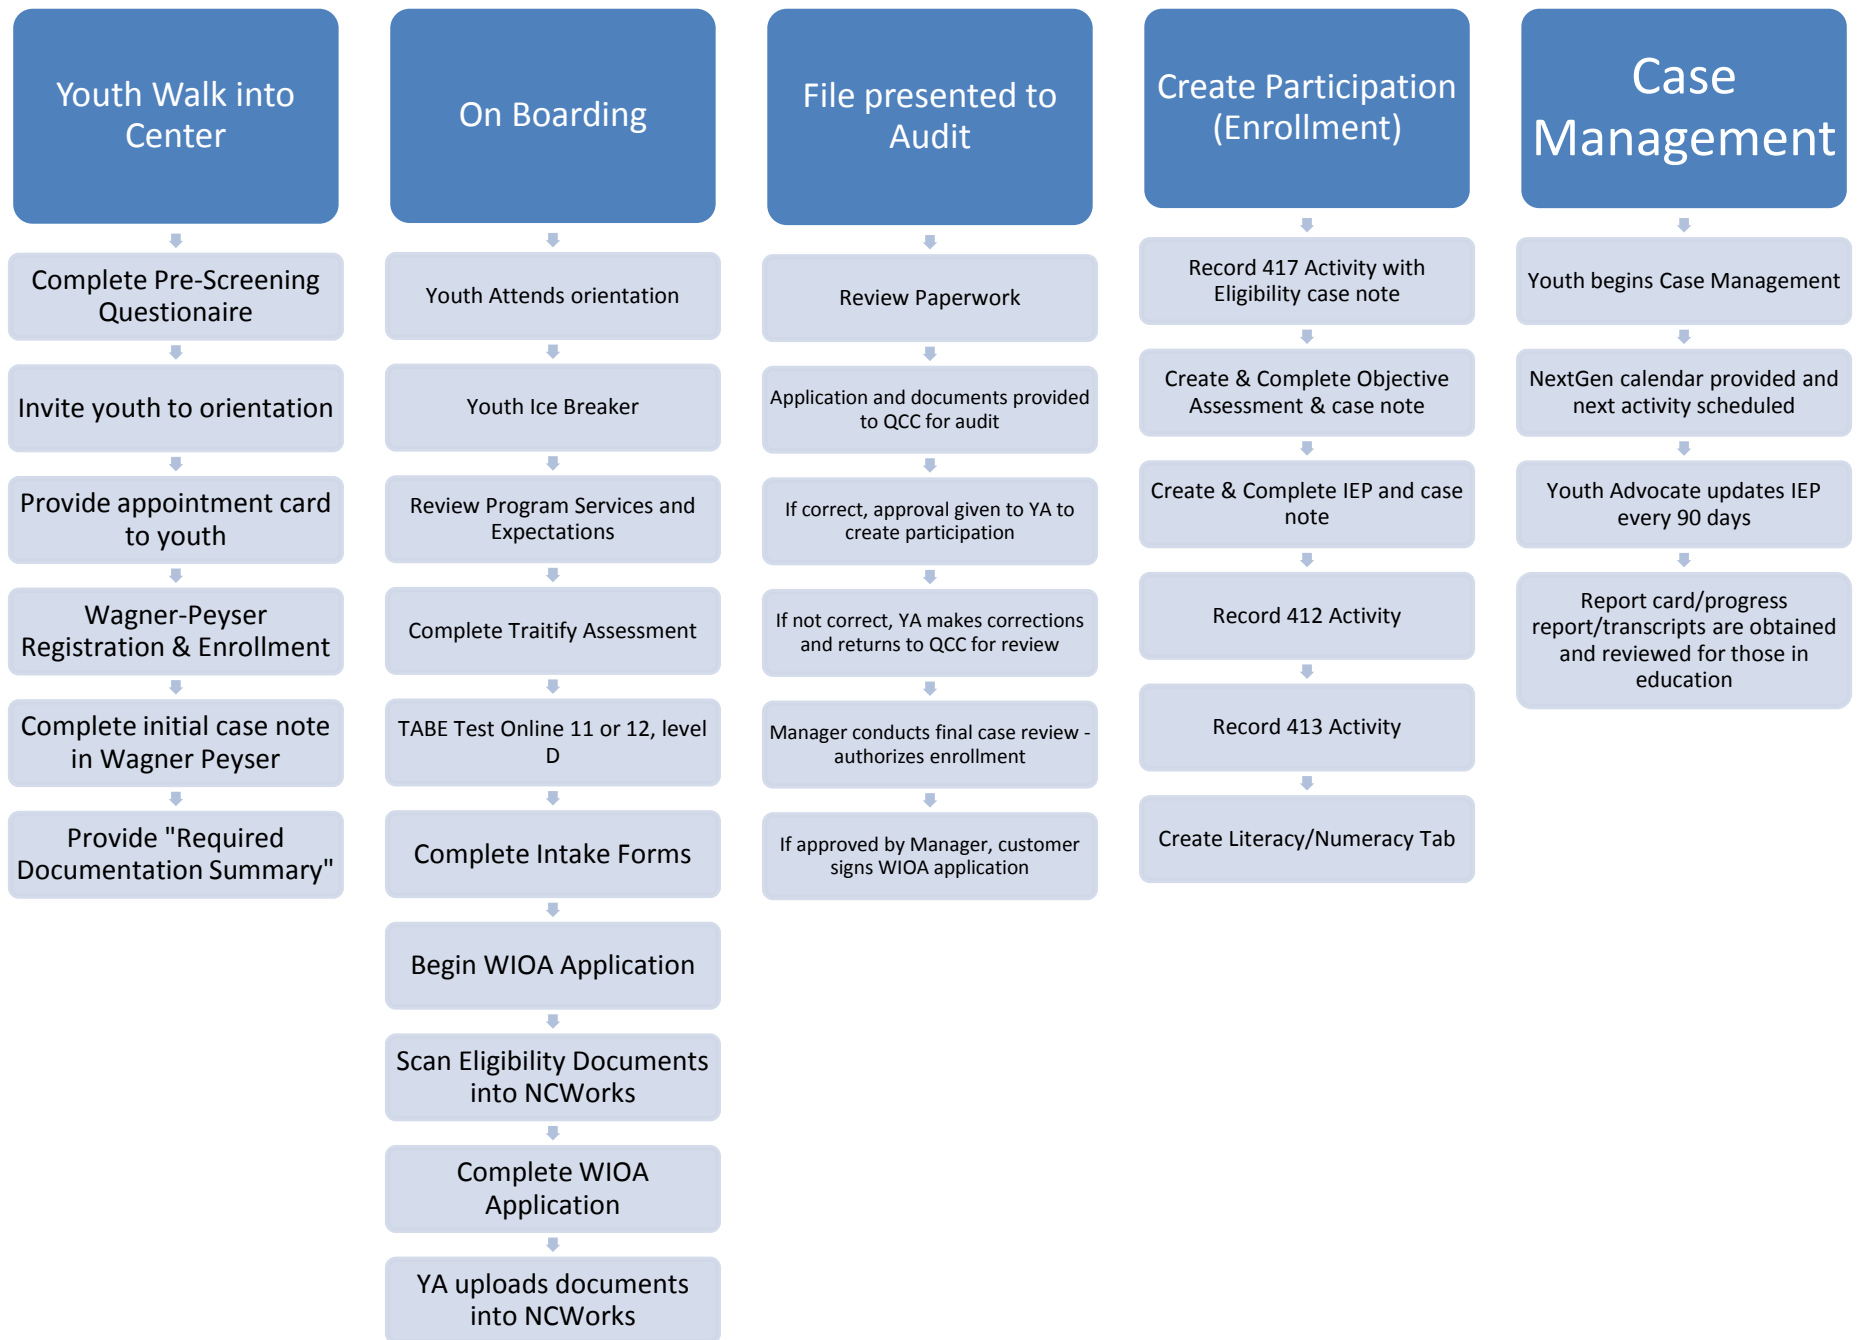 Youth Walk into
Center
Complete Pre-Screening
Questionaire
Invite youth to orientation
Provide appointment card
to youth
Wagner-Peyser
Registration & Enrollment
Complete initial case note
in Wagner Peyser
Provide "Required
Documentation Summary"
On Boarding
Youth Attends orientation
Youth Ice Breaker
Review Program Services and
Expectations
Complete Traitify Assessment
TABE Test Online 11 or 12, level
D
Complete Intake Forms
Begin WIOA Application
Scan Eligibility Documents
into NCWorks
Complete WIOA
Application
YA uploads documents
into NCWorks
File presented to
Audit
Review Paperwork
Application and documents provided
to QCC for audit
If correct, approval given to YA to
create participation
If not correct, YA makes corrections
and returns to QCC for review
Manager conducts final case review -
authorizes enrollment
If approved by Manager, customer
signs WIOA application
Create Participation
(Enrollment)
Record 417 Activity with
Eligibility case note
Create & Complete Objective
Assessment & case note
Create & Complete IEP and case
note
Record 412 Activity
Record 413 Activity
Create Literacy/Numeracy Tab
Case
Management
Youth begins Case Management
NextGen calendar provided and
next activity scheduled
Youth Advocate updates IEP
every 90 days
Report card/progress
report/transcripts are obtained
and reviewed for those in
education